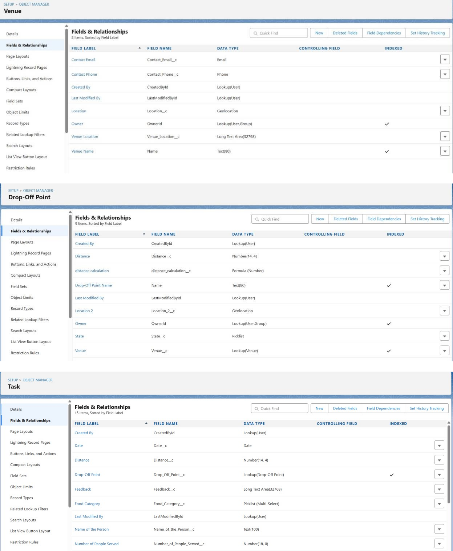 SETUP > OBJECT MANAGER
Venue
Details
Fields & Relationships
Page Layouts
Lightning Record Pages
Buttons, Links, and Actions
Compact Layouts
Field Sets
Object Limits
Record Types
Related Lookup Filters
Search Layouts
List View Button Layout
Restriction Rules
Fields & Relationships
Items, Sorted by Field Label
Quick Find
New
Deleted Fields
Field Dependencies
Set History Tracking
FIELD LABEL FIELD NAME DATA TYPE CONTROLLING FIELD INDEXED
Contact Email Contact_Email__c Email
Contact Phone Contact_Phone__c Phone
Created By CreatedById Lookup(User)
Last Modified By LastModifiedById Lookup(User)
Location Location__c Geolocation
Owner OwnerId Lookup(User,Group)
Venue Location Venue_Location__c Long Text Area(32768)
Venue Name Name Text(80)
SETUP > OBJECT MANAGER
Drop-Off Point
Details
Fields & Relationships
Page Layouts
Lightning Record Pages
Buttons, Links, and Actions
Compact Layouts
Field Sets
Object Limits
Record Types
Related Lookup Filters
Search Layouts
List View Button Layout
Restriction Rules
Fields & Relationships
9 Items, Sorted by Field Label
Quick Find
New
Deleted Fields
Field Dependencies
Set History Tracking
FIELD LABEL FIELD NAME DATA TYPE CONTROLLING FIELD INDEXED
Created By CreatedById Lookup(User)
Distance Distance__c Number(14, 4)
distance calculation distance_calculation__c Formula (Number)
Drop-Off Point Name Name Text(80)
Last Modified By LastModifiedById Lookup(User)
Location 2 Location_2__c Geolocation
Owner OwnerId Lookup(User,Group)
State State__c Picklist
Venue Venue__c Lookup(Venue)
SETUP > OBJECT MANAGER
Task
Details
Fields & Relationships
Page Layouts
Lightning Record Pages
Buttons, Links, and Actions
Compact Layouts
Field Sets
Object Limits
Record Types
Related Lookup Filters
Search Layouts
List View Button Layout
Restriction Rules
Fields & Relationships
15 Items, Sorted by Field Label
Quick Find
New
Deleted Fields
Field Dependencies
Set History Tracking
FIELD LABEL FIELD NAME DATA TYPE CONTROLLING FIELD INDEXED
Created By CreatedById Lookup(User)
Date Date__c Date
Distance Distance__c Number(14, 4)
Drop-Off Point Drop_Off_Point__c Lookup(Drop-Off Point)
Feedback Feedback__c Long Text Area
Food Category Food_Category__c Picklist (Multi-Select)
Last Modified By LastModifiedById Lookup(User)
Name of the Person Name_of_the_Person__c Text(100)
Number of People Served Number_of_People_Served__c Number(18, 0)